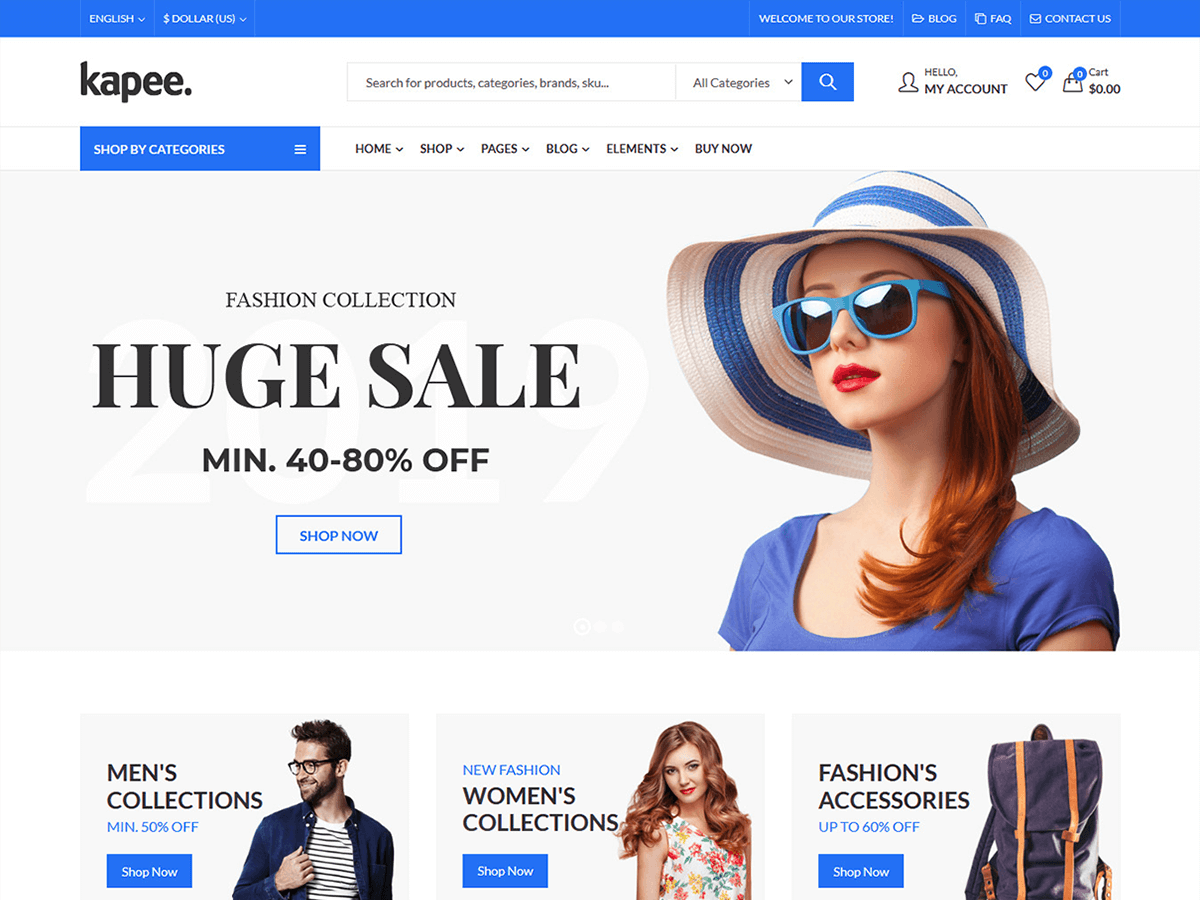 ENGLISH
$ DOLLAR (US)
WELCOME TO OUR STORE!
BLOG
FAQ
CONTACT US
kapee.
Search for products, categories, brands, sku...
All Categories
HELLO,
MY ACCOUNT
0
0
Cart
$0.00
SHOP BY CATEGORIES
HOME
SHOP
PAGES
BLOG
ELEMENTS
BUY NOW
2019
FASHION COLLECTION
HUGE SALE
MIN. 40-80% OFF
SHOP NOW
MEN'S
COLLECTIONS
MIN. 50% OFF
Shop Now
NEW FASHION
WOMEN'S
COLLECTIONS
Shop Now
FASHION'S
ACCESSORIES
UP TO 60% OFF
Shop Now